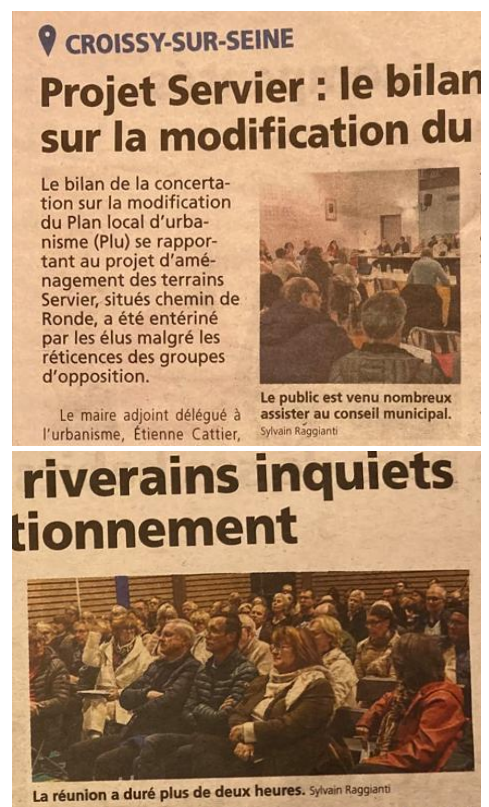 CROISSY-SUR-SEINE
Projet Servier : le bilan
sur la modification du
Le bilan de la concerta-
tion sur la modification
du Plan local d'urba-
nisme (Plu) se rappor-
tant au projet d'amé-
nagement des terrains
Servier, situés chemin de
Ronde, a été entériné
par les élus malgré les
réticences des groupes
d'opposition.
Le maire adjoint délégué à
l'urbanisme, Étienne Cattier,
Le public est venu nombreux
assister au conseil municipal.
Sylvain Raggianti
riverains inquiets
tionnement
La réunion a duré plus de deux heures. Sylvain Raggianti